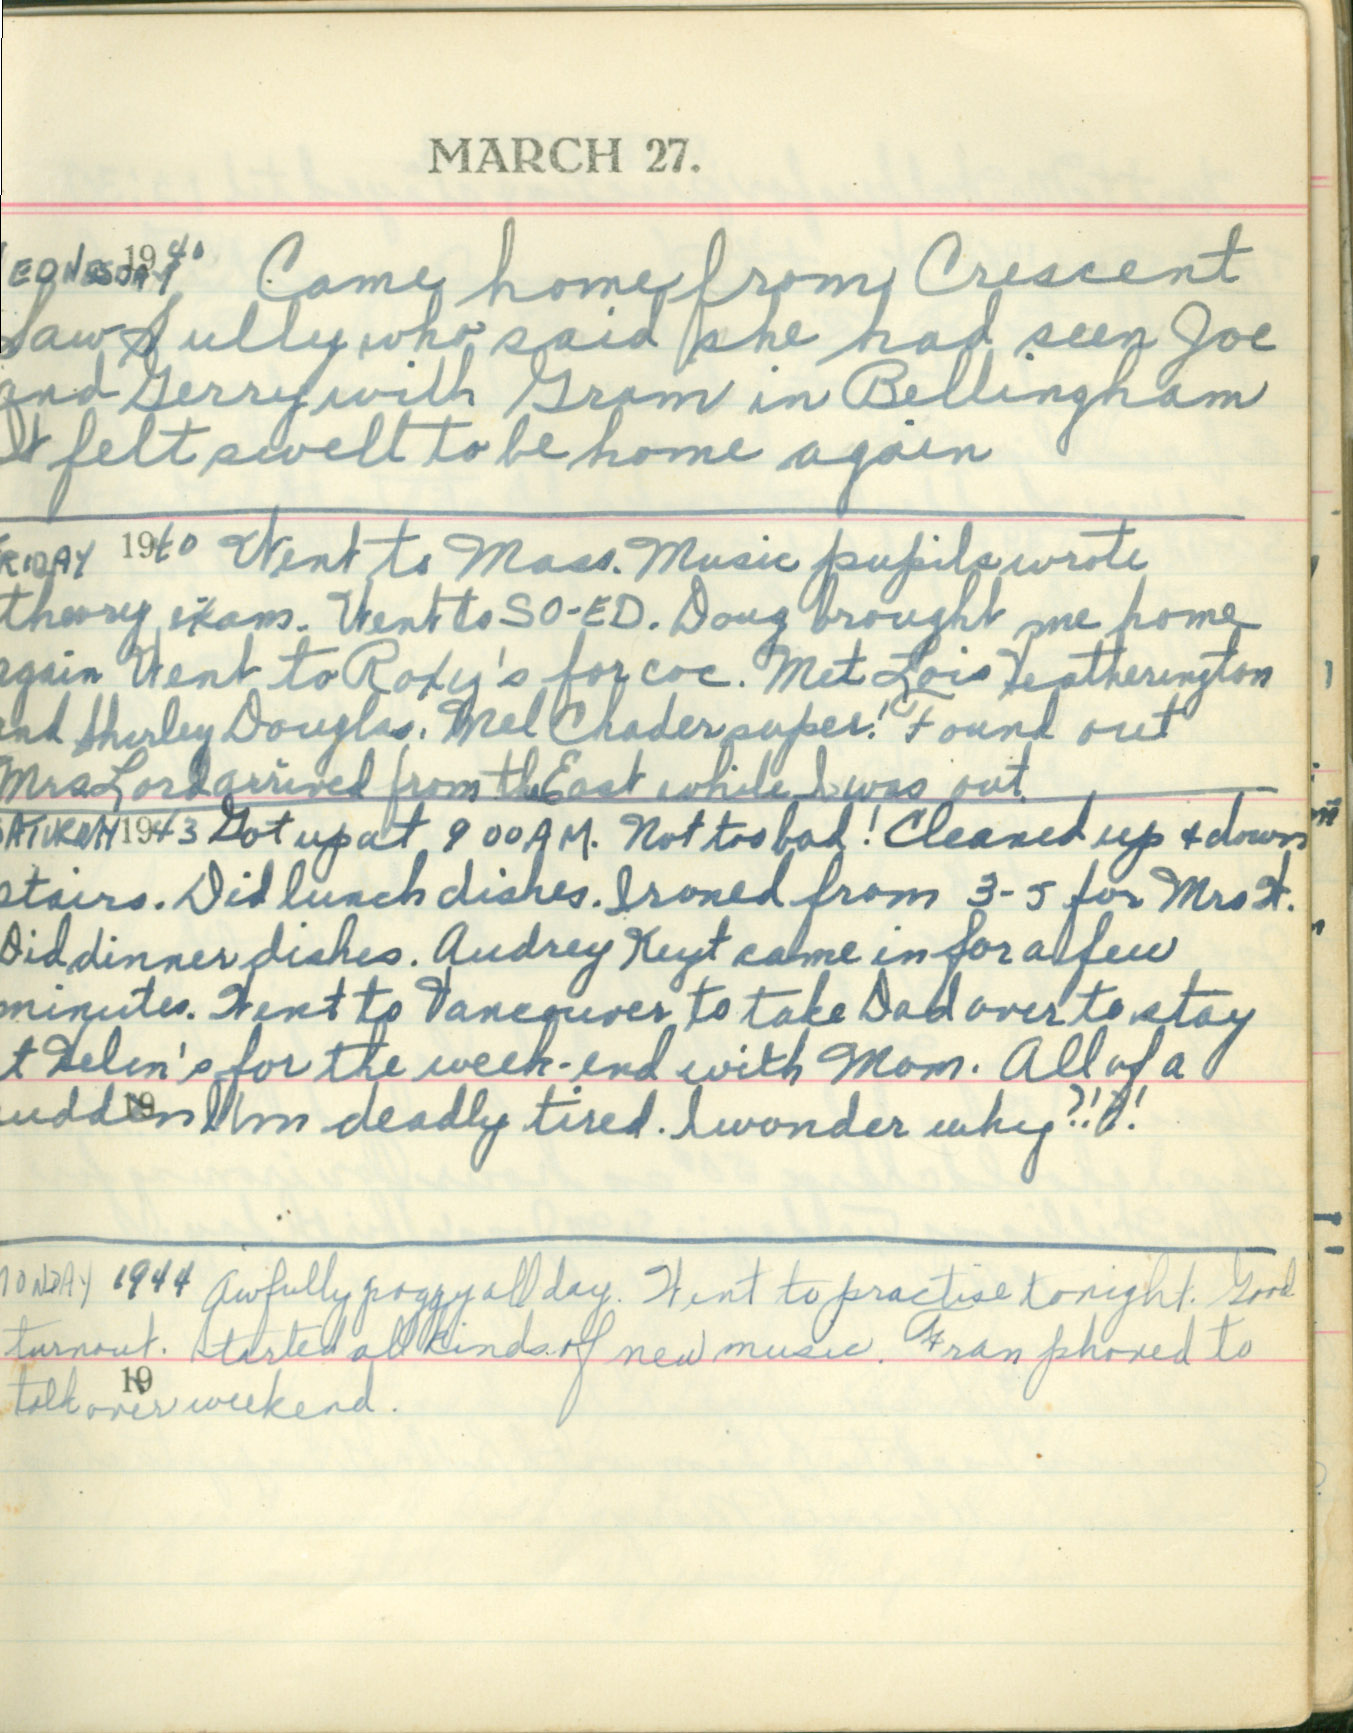 MARCH 27.
WEDNESDAY 1940 Came home from Crescent
Saw Sully who said she had seen Joe
and Gerry with Gram in Bellingham
It felt swell to be home again
FRIDAY 1940 Went to Mass. Music pupils wrote
theory exams. Went to SO-ED. Doug brought me home
again Went to Roxy's for coc. Met Lois Heatherington
and Shirley Douglas. Mel Chader super! Found out
Mrs Lord arrived from the East while I was out.
SATURDAY 1943 Got up at 9 00 A.M. Not too bad! Cleaned up & down
stairs. Did lunch dishes. Ironed from 3-5 for Mrs H.
Did dinner dishes. Audrey Keyt came in for a few
minutes. Went to Vancouver to take Dad over to stay
at Helen's for the week-end with Mom. All of a
sudden I'm deadly tired. I wonder why?!!?!
19
MONDAY 1944 Awfully foggy all day. Went to practise tonight. Good
turnout. Started all kinds of new music. Fran phoned to
talk over weekend.
19